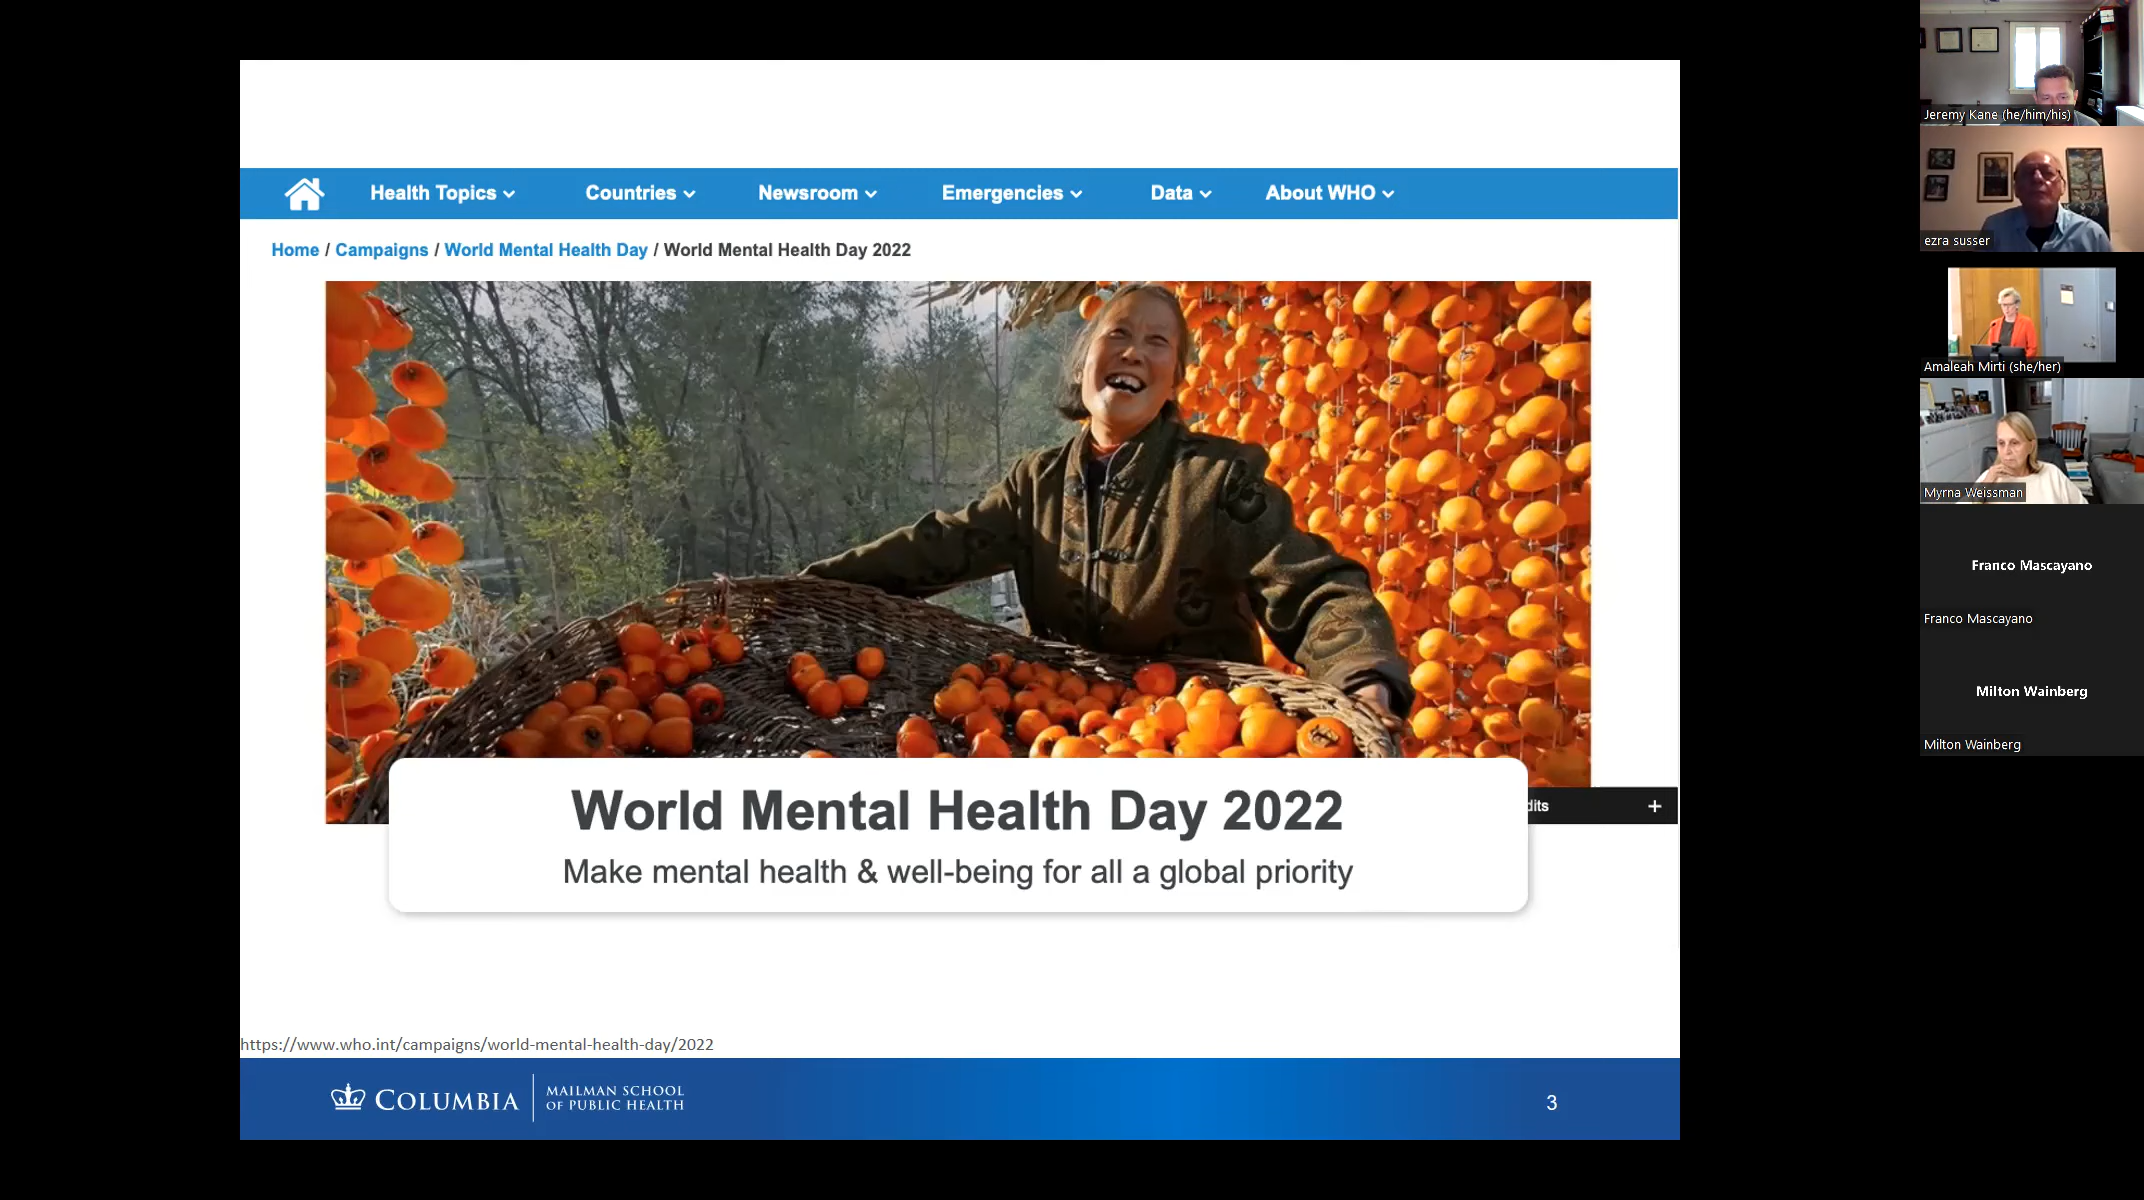 Health Topics
Countries
Newsroom
Emergencies
Data
About WHO
Home / Campaigns / World Mental Health Day / World Mental Health Day 2022
World Mental Health Day 2022
Make mental health & well-being for all a global priority
dits +
https://www.who.int/campaigns/world-mental-health-day/2022
COLUMBIA
MAILMAN SCHOOL
OF PUBLIC HEALTH
3
Jeremy Kane (he/him/his)
ezra susser
Amaleah Mirti (she/her)
Myrna Weissman
Franco Mascayano
Franco Mascayano
Milton Wainberg
Milton Wainberg